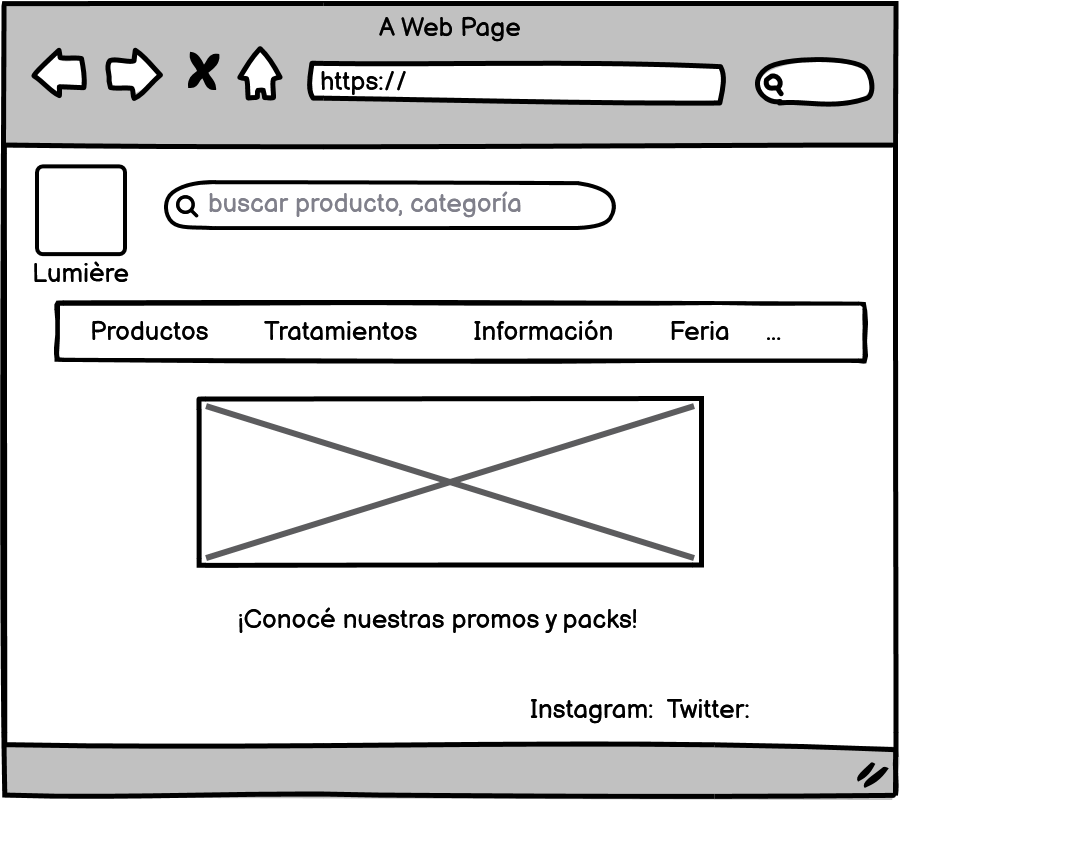 A Web Page
https://
buscar producto, categoría
Lumière
Productos Tratamientos Información Feria ...
¡Conocé nuestras promos y packs!
Instagram: Twitter: